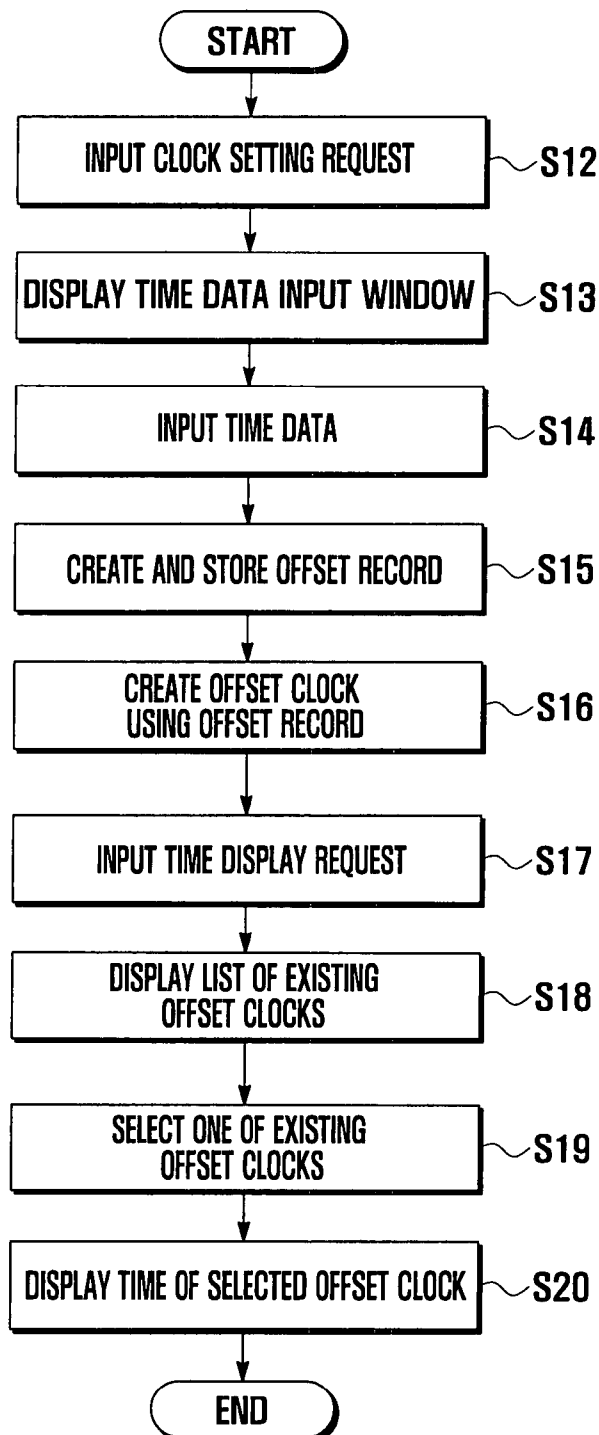 START
INPUT CLOCK SETTING REQUEST
S12
DISPLAY TIME DATA INPUT WINDOW
S13
INPUT TIME DATA
S14
CREATE AND STORE OFFSET RECORD
S15
CREATE OFFSET CLOCK
USING OFFSET RECORD
S16
INPUT TIME DISPLAY REQUEST
S17
DISPLAY LIST OF EXISTING
OFFSET CLOCKS
S18
SELECT ONE OF EXISTING
OFFSET CLOCKS
S19
DISPLAY TIME OF SELECTED OFFSET CLOCK
S20
END